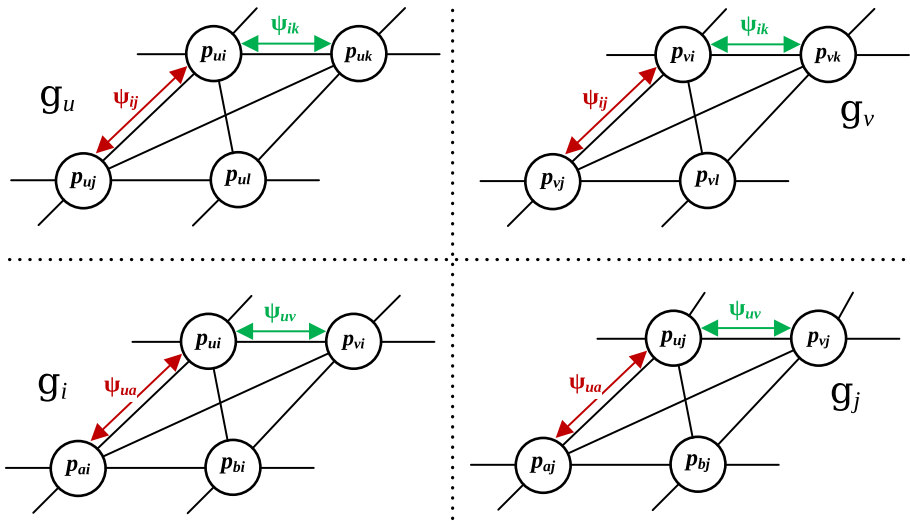 ψik
pui puk
ψij
gu
puj pul
ψik
pvi pvk
ψij
gv
pvj pvl
ψuv
pui pvi
ψua
gi
pai pbi
ψuv
puj pvj
ψua
gj
paj pbj